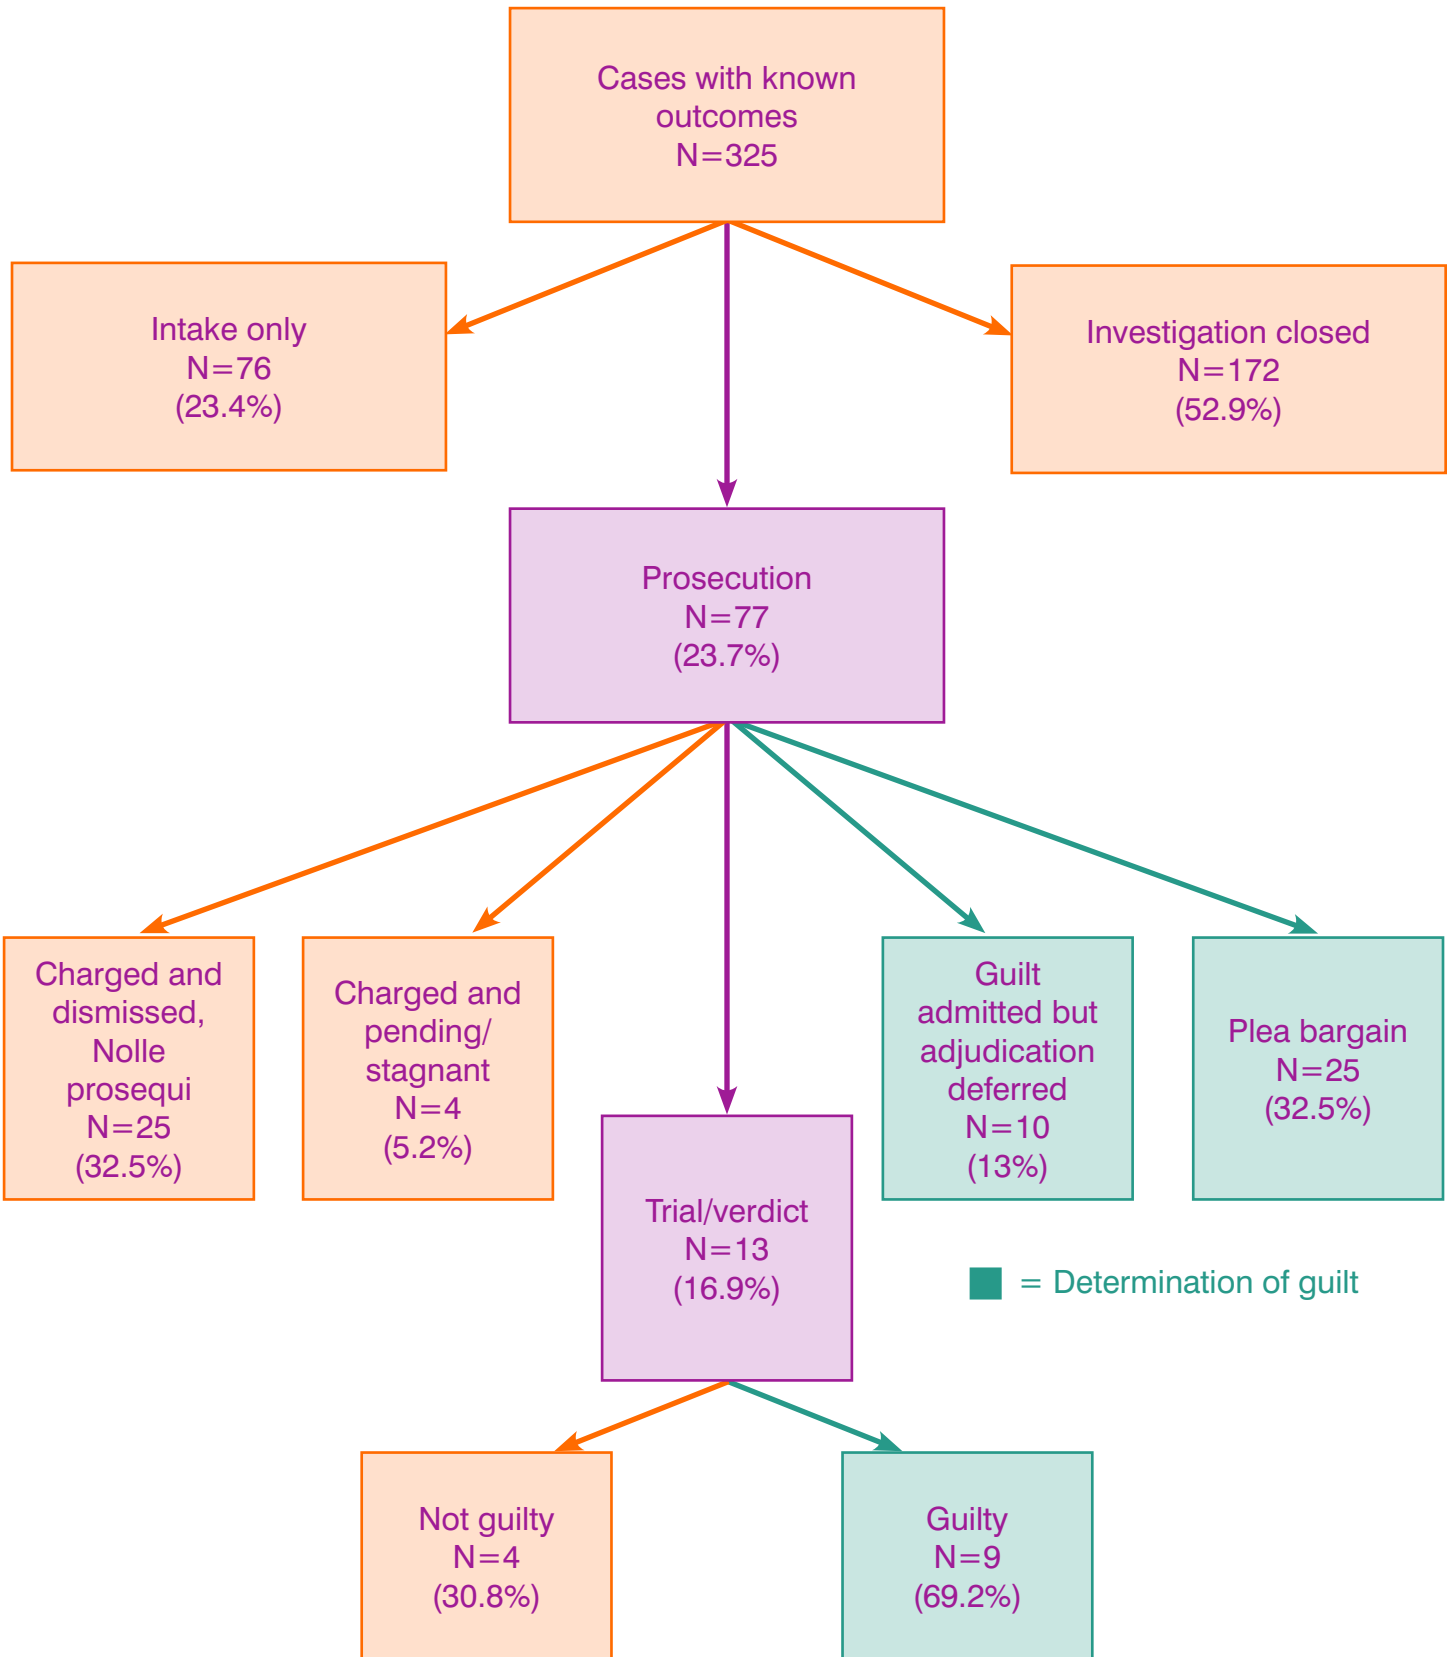 Cases with known
outcomes
N=325
Intake only
N=76
(23.4%)
Investigation closed
N=172
(52.9%)
Prosecution
N=77
(23.7%)
Charged and
dismissed,
Nolle
prosequi
N=25
(32.5%)
Charged and
pending/
stagnant
N=4
(5.2%)
Trial/verdict
N=13
(16.9%)
Guilt
admitted but
adjudication
deferred
N=10
(13%)
Plea bargain
N=25
(32.5%)
= Determination of guilt
Not guilty
N=4
(30.8%)
Guilty
N=9
(69.2%)